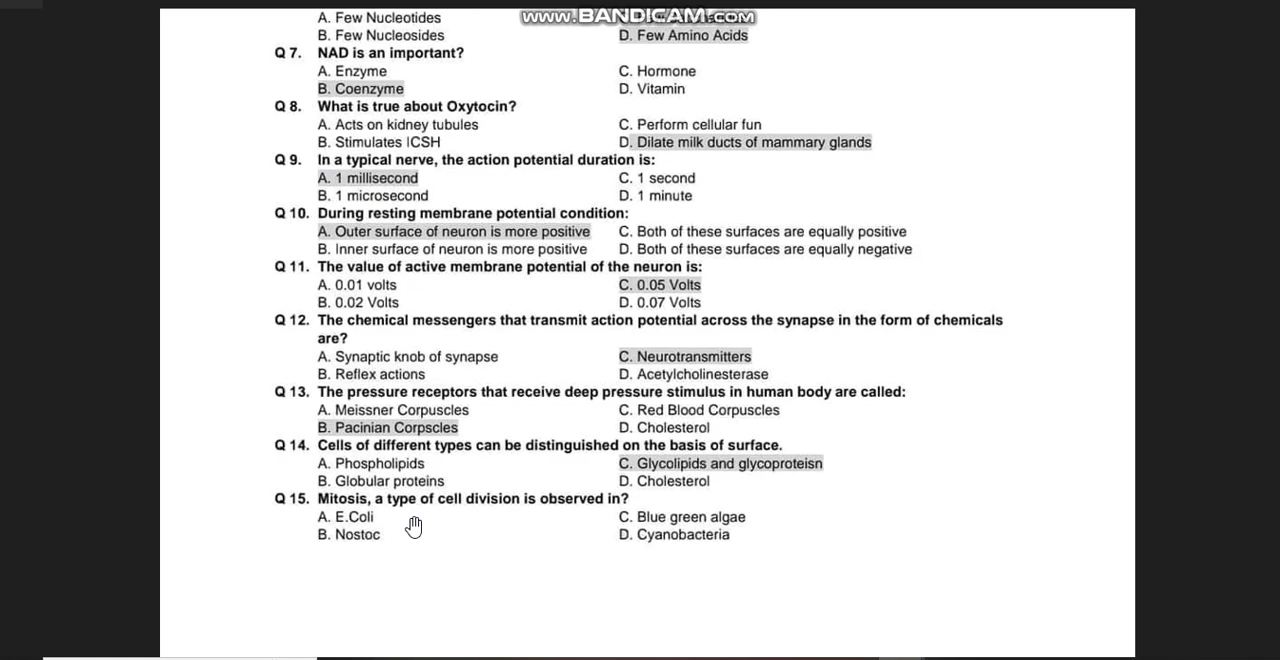 www.BANDICAM.com
A. Few Nucleotides
B. Few Nucleosides D. Few Amino Acids
Q 7. NAD is an important?
A. Enzyme C. Hormone
B. Coenzyme D. Vitamin
Q 8. What is true about Oxytocin?
A. Acts on kidney tubules C. Perform cellular fun
B. Stimulates ICSH D. Dilate milk ducts of mammary glands
Q 9. In a typical nerve, the action potential duration is:
A. 1 millisecond C. 1 second
B. 1 microsecond D. 1 minute
Q 10. During resting membrane potential condition:
A. Outer surface of neuron is more positive C. Both of these surfaces are equally positive
B. Inner surface of neuron is more positive D. Both of these surfaces are equally negative
Q 11. The value of active membrane potential of the neuron is:
A. 0.01 volts C. 0.05 Volts
B. 0.02 Volts D. 0.07 Volts
Q 12. The chemical messengers that transmit action potential across the synapse in the form of chemicals
are?
A. Synaptic knob of synapse C. Neurotransmitters
B. Reflex actions D. Acetylcholinesterase
Q 13. The pressure receptors that receive deep pressure stimulus in human body are called:
A. Meissner Corpuscles C. Red Blood Corpuscles
B. Pacinian Corpscles D. Cholesterol
Q 14. Cells of different types can be distinguished on the basis of surface.
A. Phospholipids C. Glycolipids and glycoproteisn
B. Globular proteins D. Cholesterol
Q 15. Mitosis, a type of cell division is observed in?
A. E.Coli C. Blue green algae
B. Nostoc D. Cyanobacteria